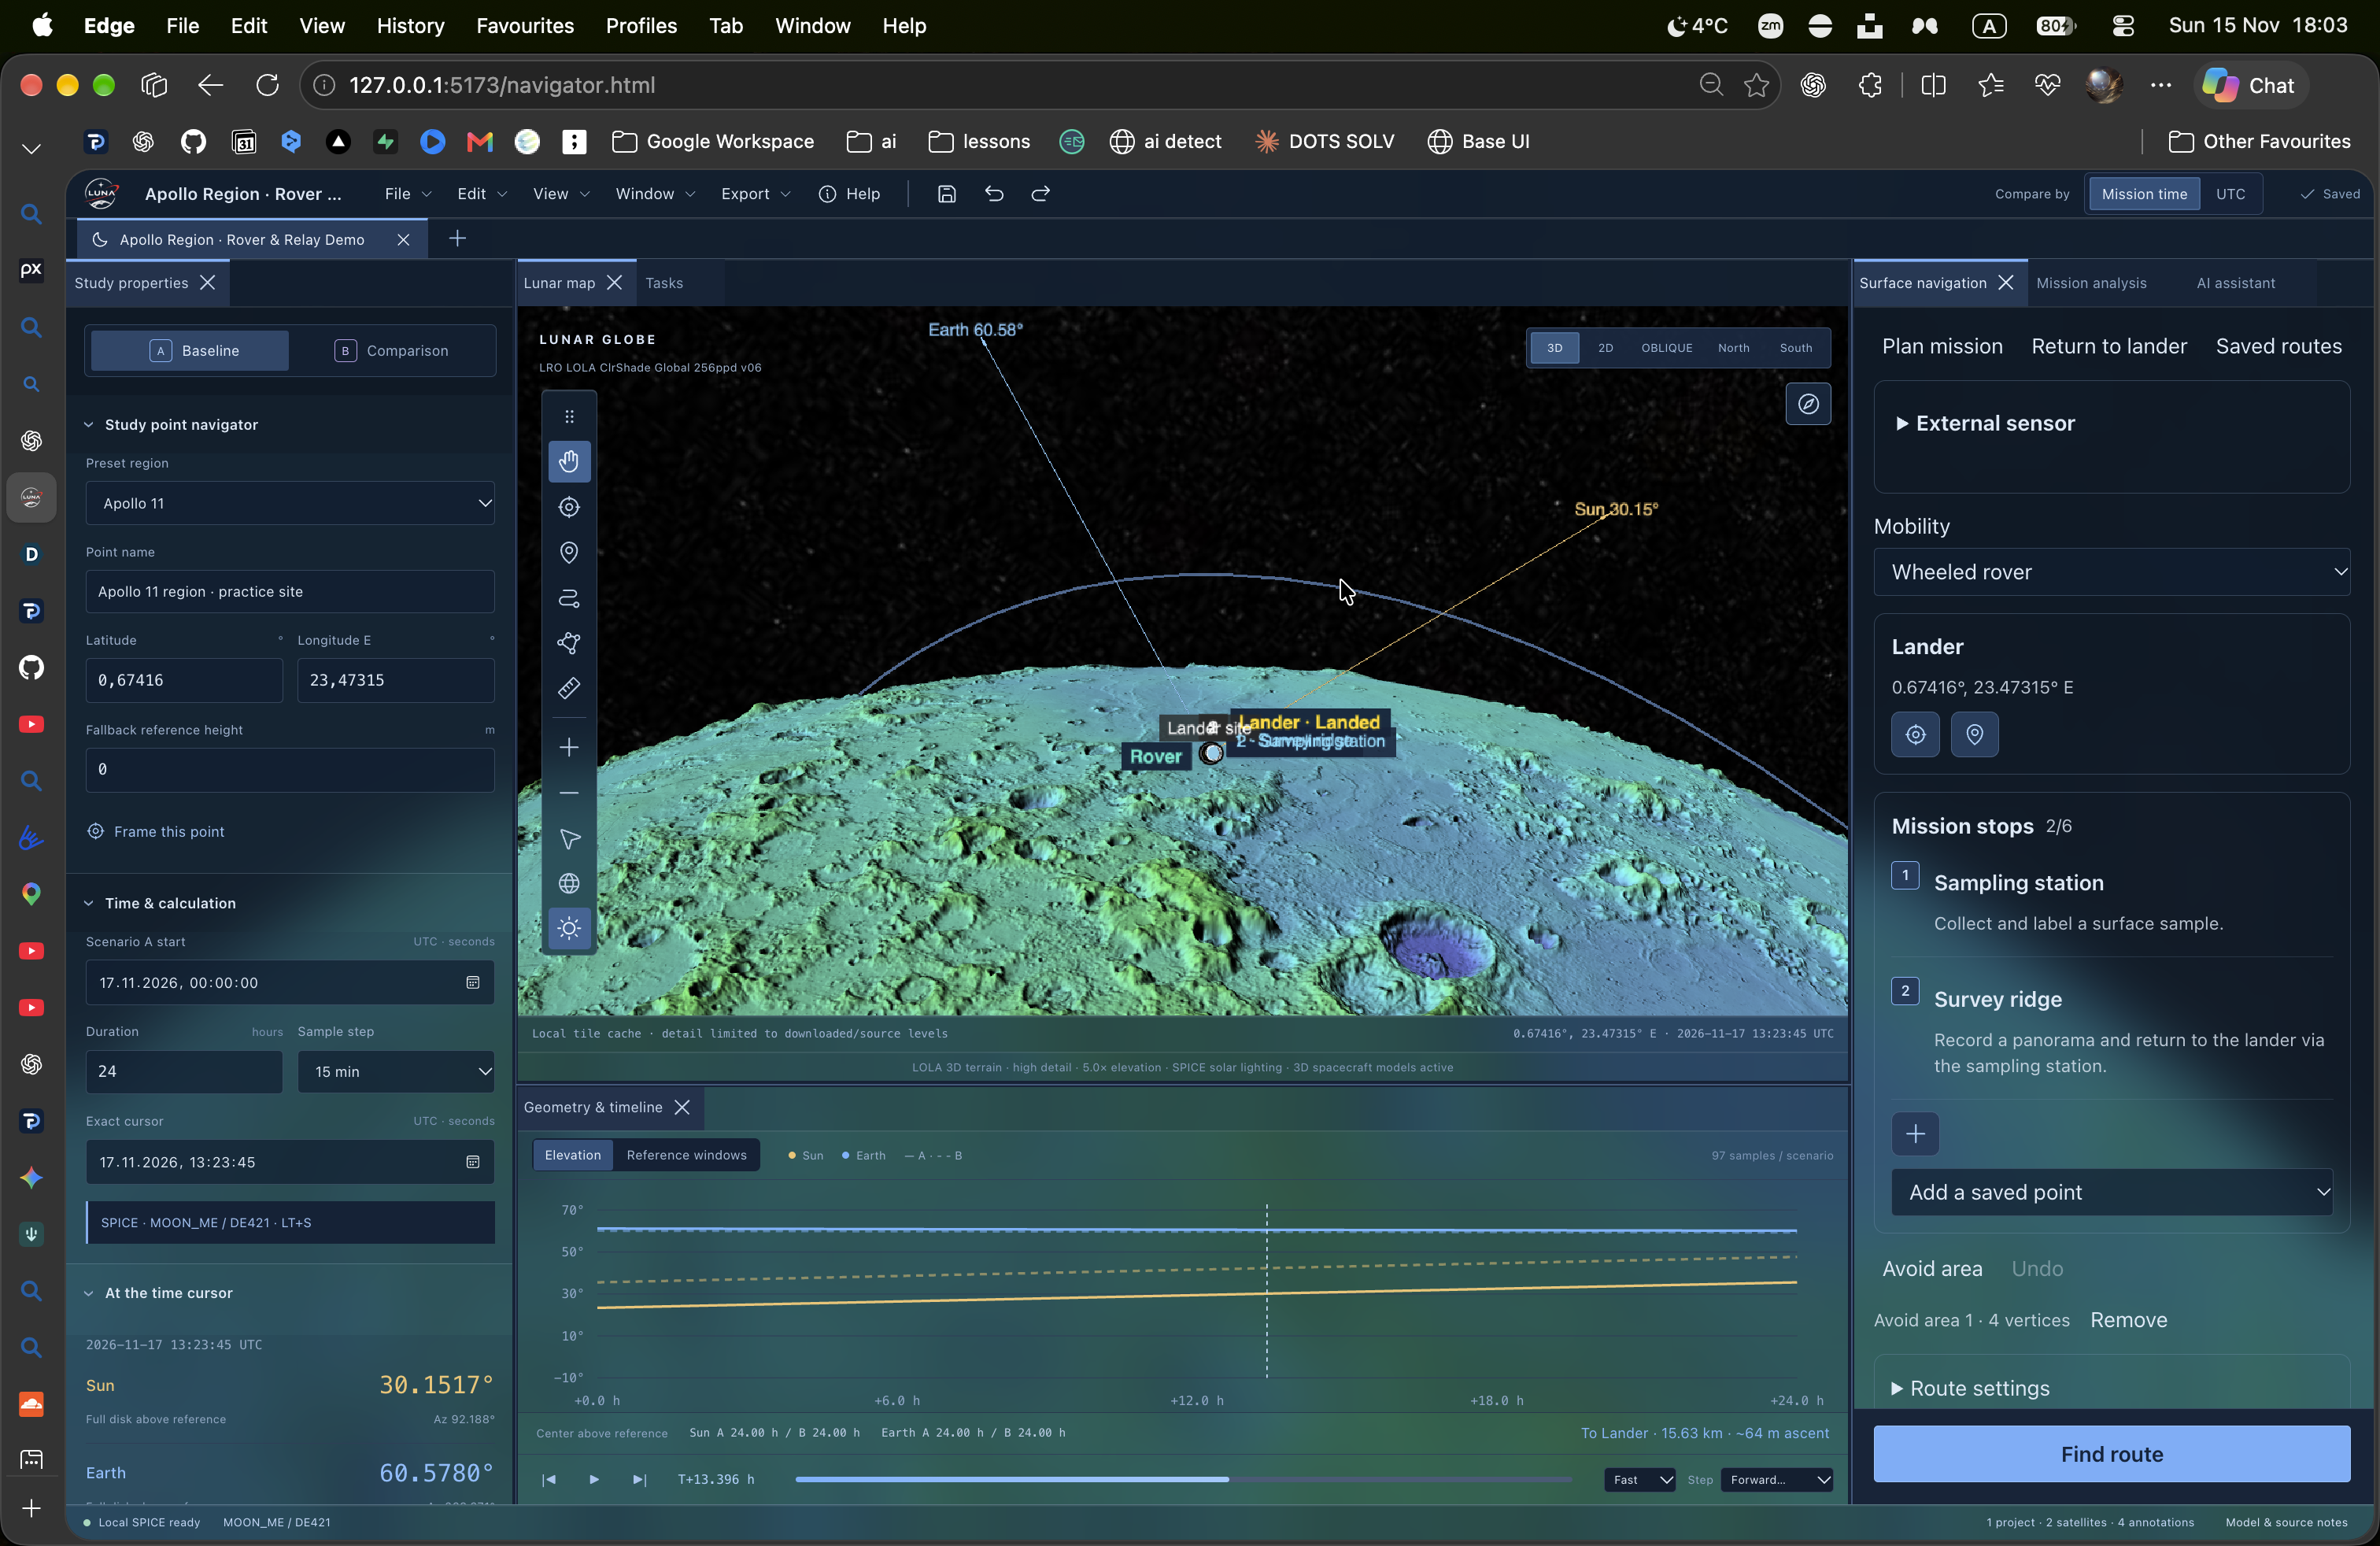 Edge File Edit View History Favourites Profiles Tab Window Help
4°C zm A 80 Sun 15 Nov 18:03
127.0.0.1:5173/navigator.html
Chat
Google Workspace ai lessons ai detect DOTS SOLV Base UI Other Favourites
LUNA Apollo Region · Rover ... File Edit View Window Export Help
Compare by Mission time UTC Saved
Apollo Region · Rover & Relay Demo
Study properties
A Baseline B Comparison
Study point navigator
Preset region
Apollo 11
Point name
Apollo 11 region · practice site
Latitude ° Longitude E °
0,67416 23,47315
Fallback reference height m
0
Frame this point
Time & calculation
Scenario A start UTC · seconds
17.11.2026, 00:00:00
Duration hours Sample step
24 15 min
Exact cursor UTC · seconds
17.11.2026, 13:23:45
SPICE · MOON_ME / DE421 · LT+S
At the time cursor
2026-11-17 13:23:45 UTC
Sun 30.1517°
Full disk above reference Az 92.188°
Earth 60.5780°
Lunar map Tasks
LUNAR GLOBE
LRO LOLA ClrShade Global 256ppd v06
3D 2D OBLIQUE North South
Earth 60.58°
Sun 30.15°
Lander site
Lander · Landed
Rover
Local tile cache · detail limited to downloaded/source levels
0.67416°, 23.47315° E · 2026-11-17 13:23:45 UTC
LOLA 3D terrain · high detail · 5.0× elevation · SPICE solar lighting · 3D spacecraft models active
Geometry & timeline
Elevation Reference windows Sun Earth — A · - - B 97 samples / scenario
70°
50°
30°
10°
−10°
+0.0 h +6.0 h +12.0 h +18.0 h +24.0 h
Center above reference Sun A 24.00 h / B 24.00 h Earth A 24.00 h / B 24.00 h To Lander · 15.63 km · ~64 m ascent
T+13.396 h Fast Step Forward...
Surface navigation Mission analysis AI assistant
Plan mission Return to lander Saved routes
External sensor
Mobility
Wheeled rover
Lander
0.67416°, 23.47315° E
Mission stops 2/6
1 Sampling station
Collect and label a surface sample.
2 Survey ridge
Record a panorama and return to the lander via
the sampling station.
Add a saved point
Avoid area Undo
Avoid area 1 · 4 vertices Remove
Route settings
Find route
Local SPICE ready MOON_ME / DE421
1 project · 2 satellites · 4 annotations Model & source notes